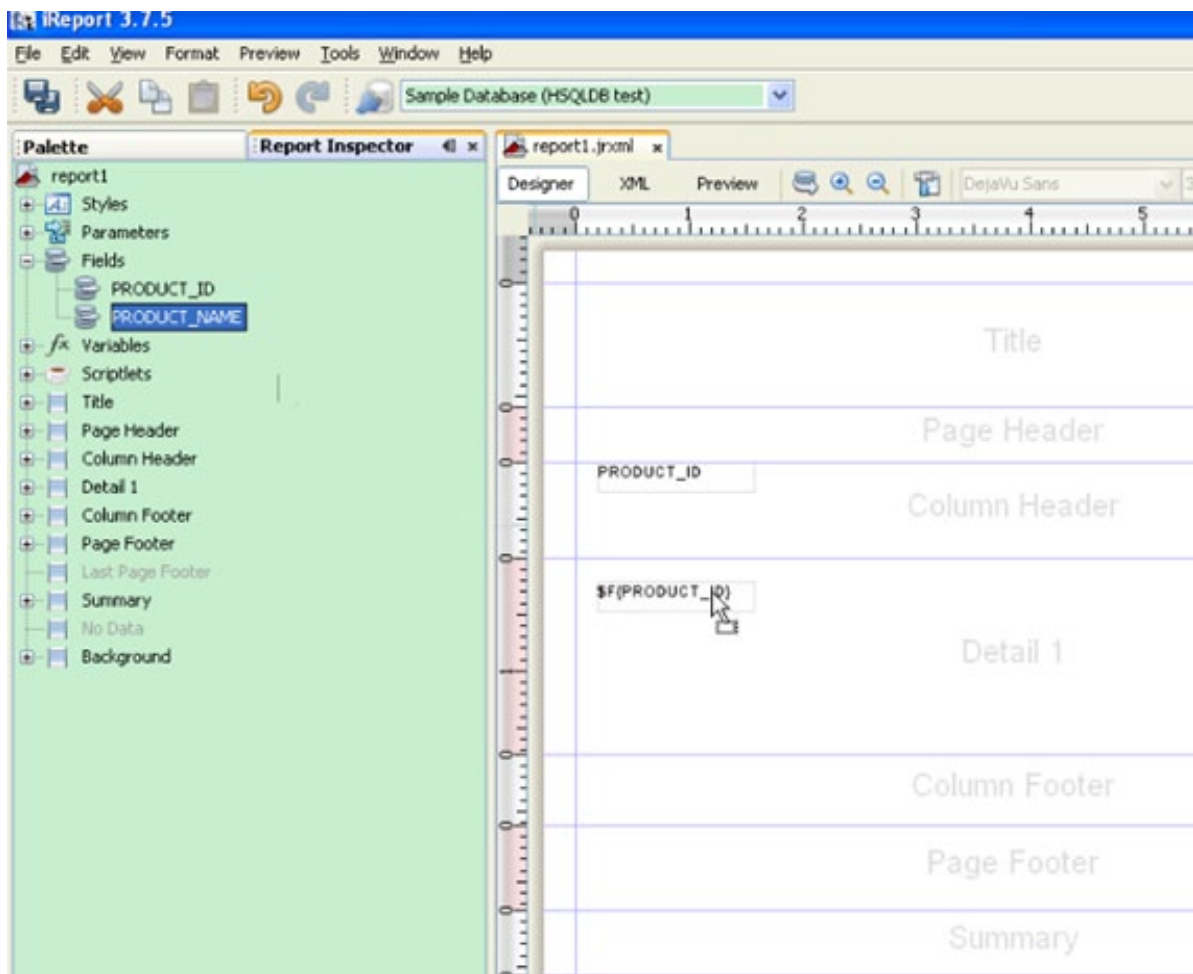 iReport 3.7.5
File Edit View Format Preview Tools Window Help
Sample Database (HSQLDB test)
Palette Report Inspector
report1
Styles
Parameters
Fields
PRODUCT_ID
PRODUCT_NAME
Variables
Scriptlets
Title
Page Header
Column Header
Detail 1
Column Footer
Page Footer
Last Page Footer
Summary
No Data
Background
report1.jrxml
Designer XML Preview DejaVu Sans 3
0 1 2 3 4 5
Title
Page Header
PRODUCT_ID
Column Header
$F{PRODUCT_ID}
Detail 1
Column Footer
Page Footer
Summary